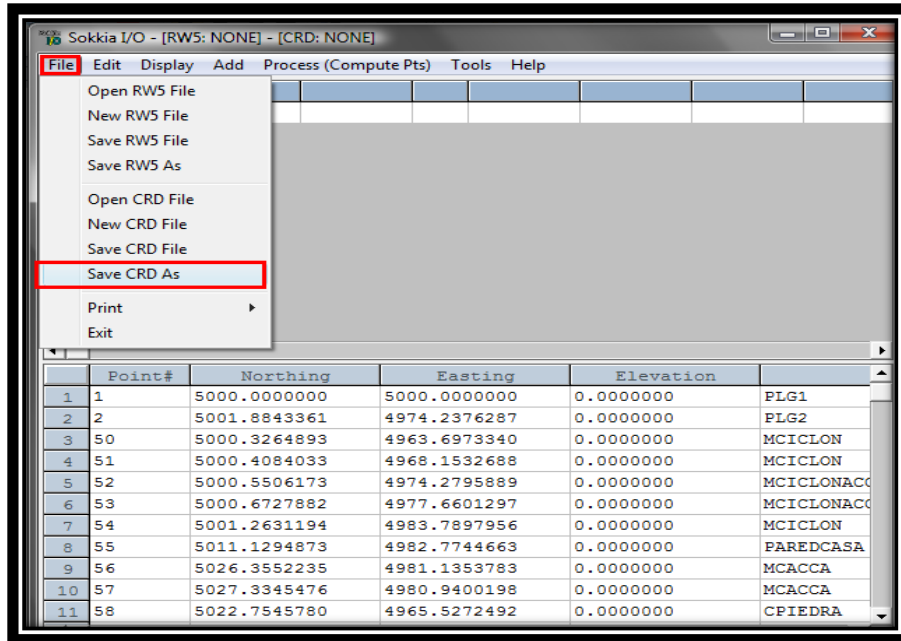 Sokkia I/O - [RW5: NONE] - [CRD: NONE]
File Edit Display Add Process (Compute Pts) Tools Help
Open RW5 File
New RW5 File
Save RW5 File
Save RW5 As
Open CRD File
New CRD File
Save CRD File
Save CRD As
Print
Exit
Point# Northing Easting Elevation
1 1 5000.0000000 5000.0000000 0.0000000 PLG1
2 2 5001.8843361 4974.2376287 0.0000000 PLG2
3 50 5000.3264893 4963.6973340 0.0000000 MCICLON
4 51 5000.4084033 4968.1532688 0.0000000 MCICLON
5 52 5000.5506173 4974.2795889 0.0000000 MCICLONACC
6 53 5000.6727882 4977.6601297 0.0000000 MCICLONACC
7 54 5001.2631194 4983.7897956 0.0000000 MCICLON
8 55 5011.1294873 4982.7744663 0.0000000 PAREDCASA
9 56 5026.3552235 4981.1353783 0.0000000 MCACCA
10 57 5027.3345476 4980.9400198 0.0000000 MCACCA
11 58 5022.7545780 4965.5272492 0.0000000 CPIEDRA